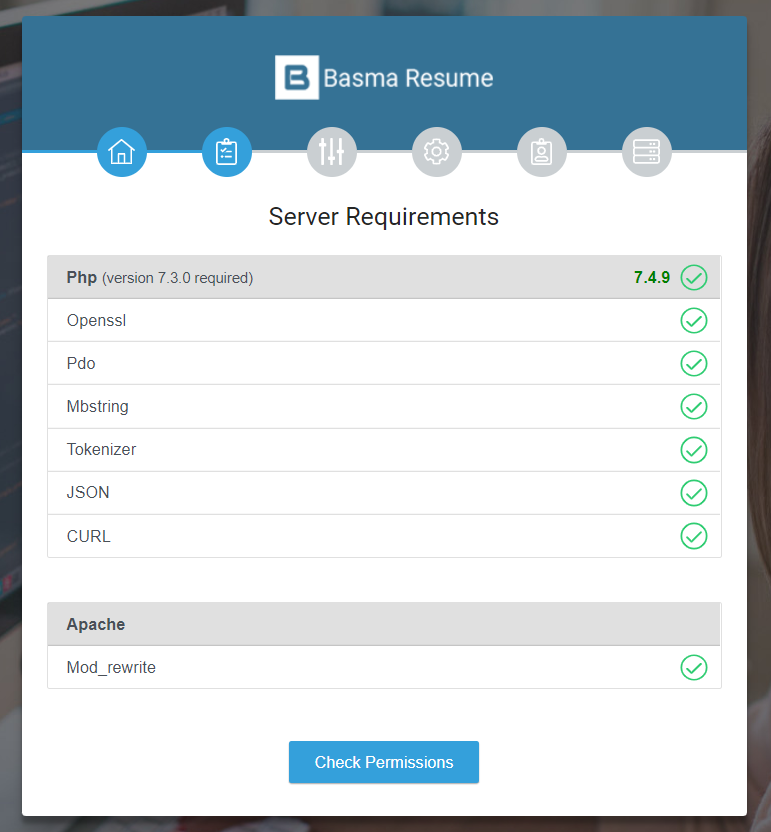 B Basma Resume
Server Requirements
Php (version 7.3.0 required) 7.4.9
Openssl
Pdo
Mbstring
Tokenizer
JSON
CURL
Apache
Mod_rewrite
Check Permissions